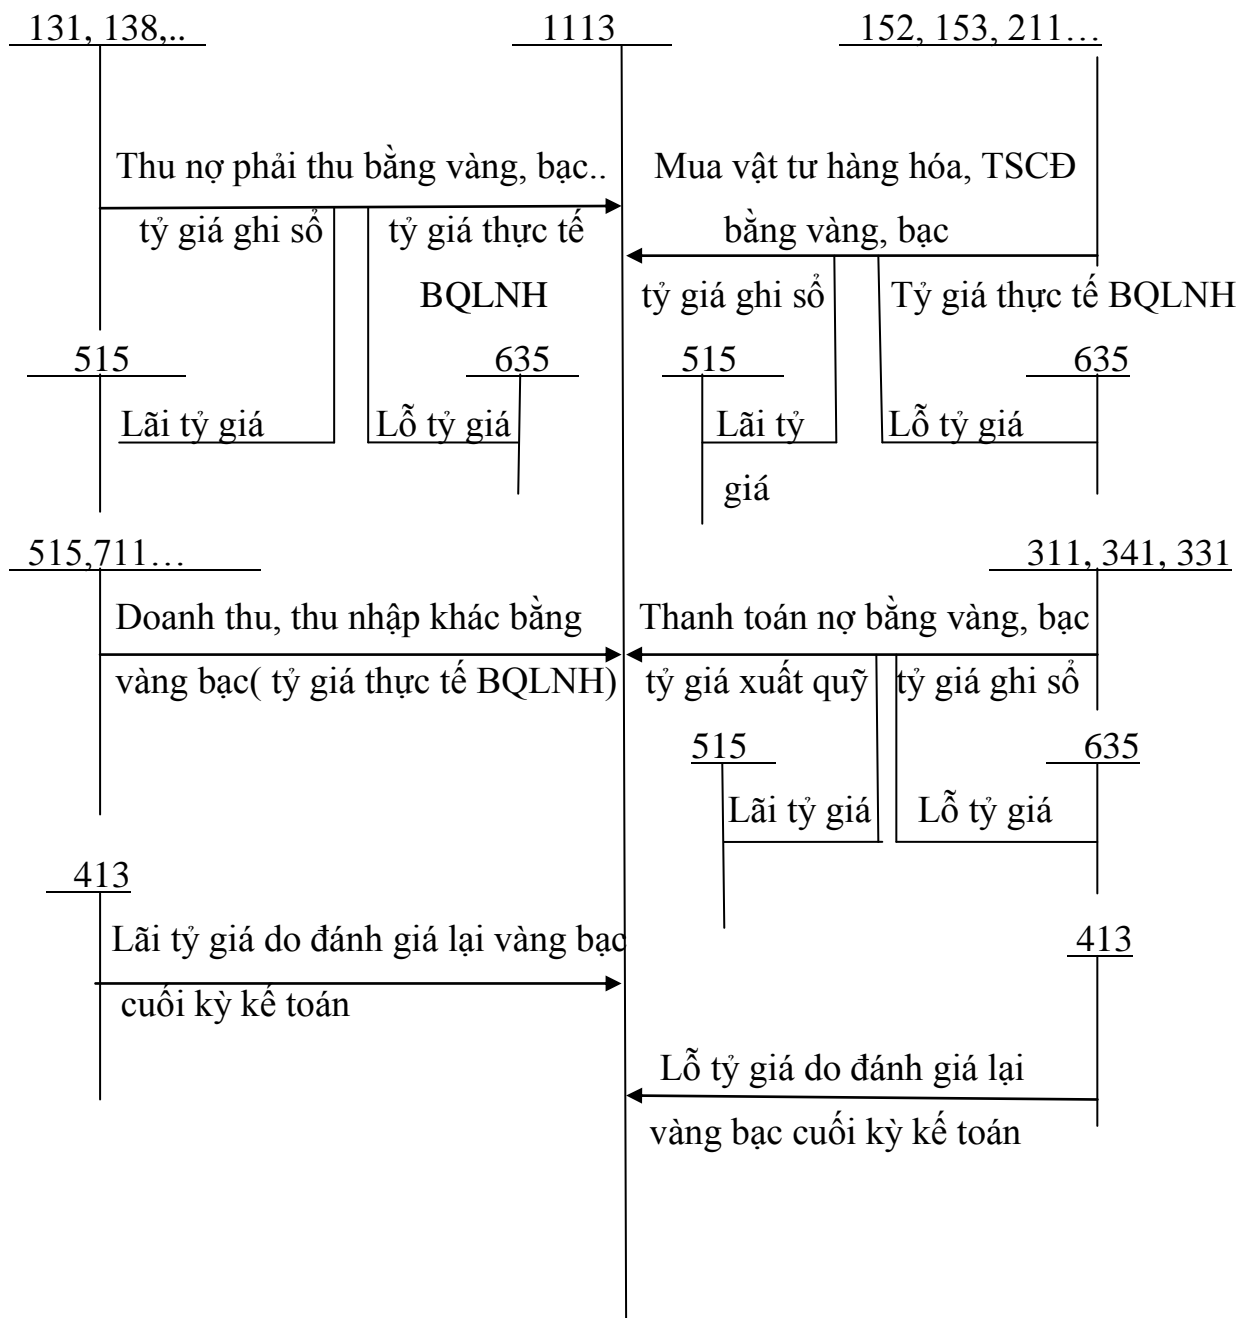 131, 138,..
1113
152, 153, 211…
Thu nợ phải thu bằng vàng, bạc..
tỷ giá ghi sổ
tỷ giá thực tế
BQLNH
Mua vật tư hàng hóa, TSCĐ
bằng vàng, bạc
tỷ giá ghi sổ
Tỷ giá thực tế BQLNH
515
635
515
635
Lãi tỷ giá
Lỗ tỷ giá
Lãi tỷ
giá
Lỗ tỷ giá
515,711…
311, 341, 331
Doanh thu, thu nhập khác bằng
vàng bạc( tỷ giá thực tế BQLNH)
Thanh toán nợ bằng vàng, bạc
tỷ giá xuất quỹ
tỷ giá ghi sổ
515
635
Lãi tỷ giá
Lỗ tỷ giá
413
Lãi tỷ giá do đánh giá lại vàng bạc
cuối kỳ kế toán
413
Lỗ tỷ giá do đánh giá lại
vàng bạc cuối kỳ kế toán